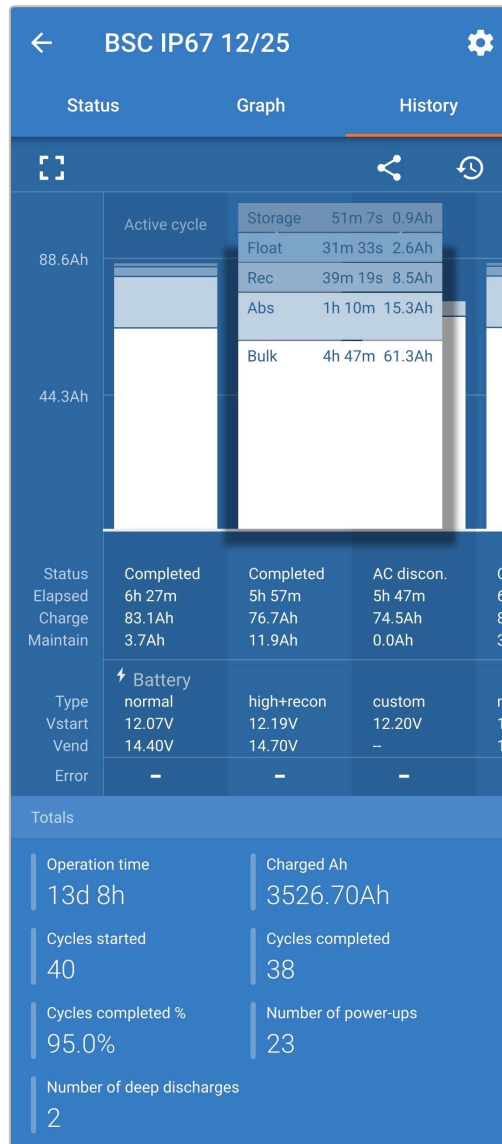 BSC IP67 12/25
Status Graph History
Active cycle
88.6Ah
44.3Ah
Storage 51m 7s 0.9Ah
Float 31m 33s 2.6Ah
Rec 39m 19s 8.5Ah
Abs 1h 10m 15.3Ah
Bulk 4h 47m 61.3Ah
Status Completed Completed AC discon.
Elapsed 6h 27m 5h 57m 5h 47m
Charge 83.1Ah 76.7Ah 74.5Ah
Maintain 3.7Ah 11.9Ah 0.0Ah
Battery
Type normal high+recon custom
Vstart 12.07V 12.19V 12.20V
Vend 14.40V 14.70V --
Error – – –
Totals
Operation time Charged Ah
13d 8h 3526.70Ah
Cycles started Cycles completed
40 38
Cycles completed % Number of power-ups
95.0% 23
Number of deep discharges
2